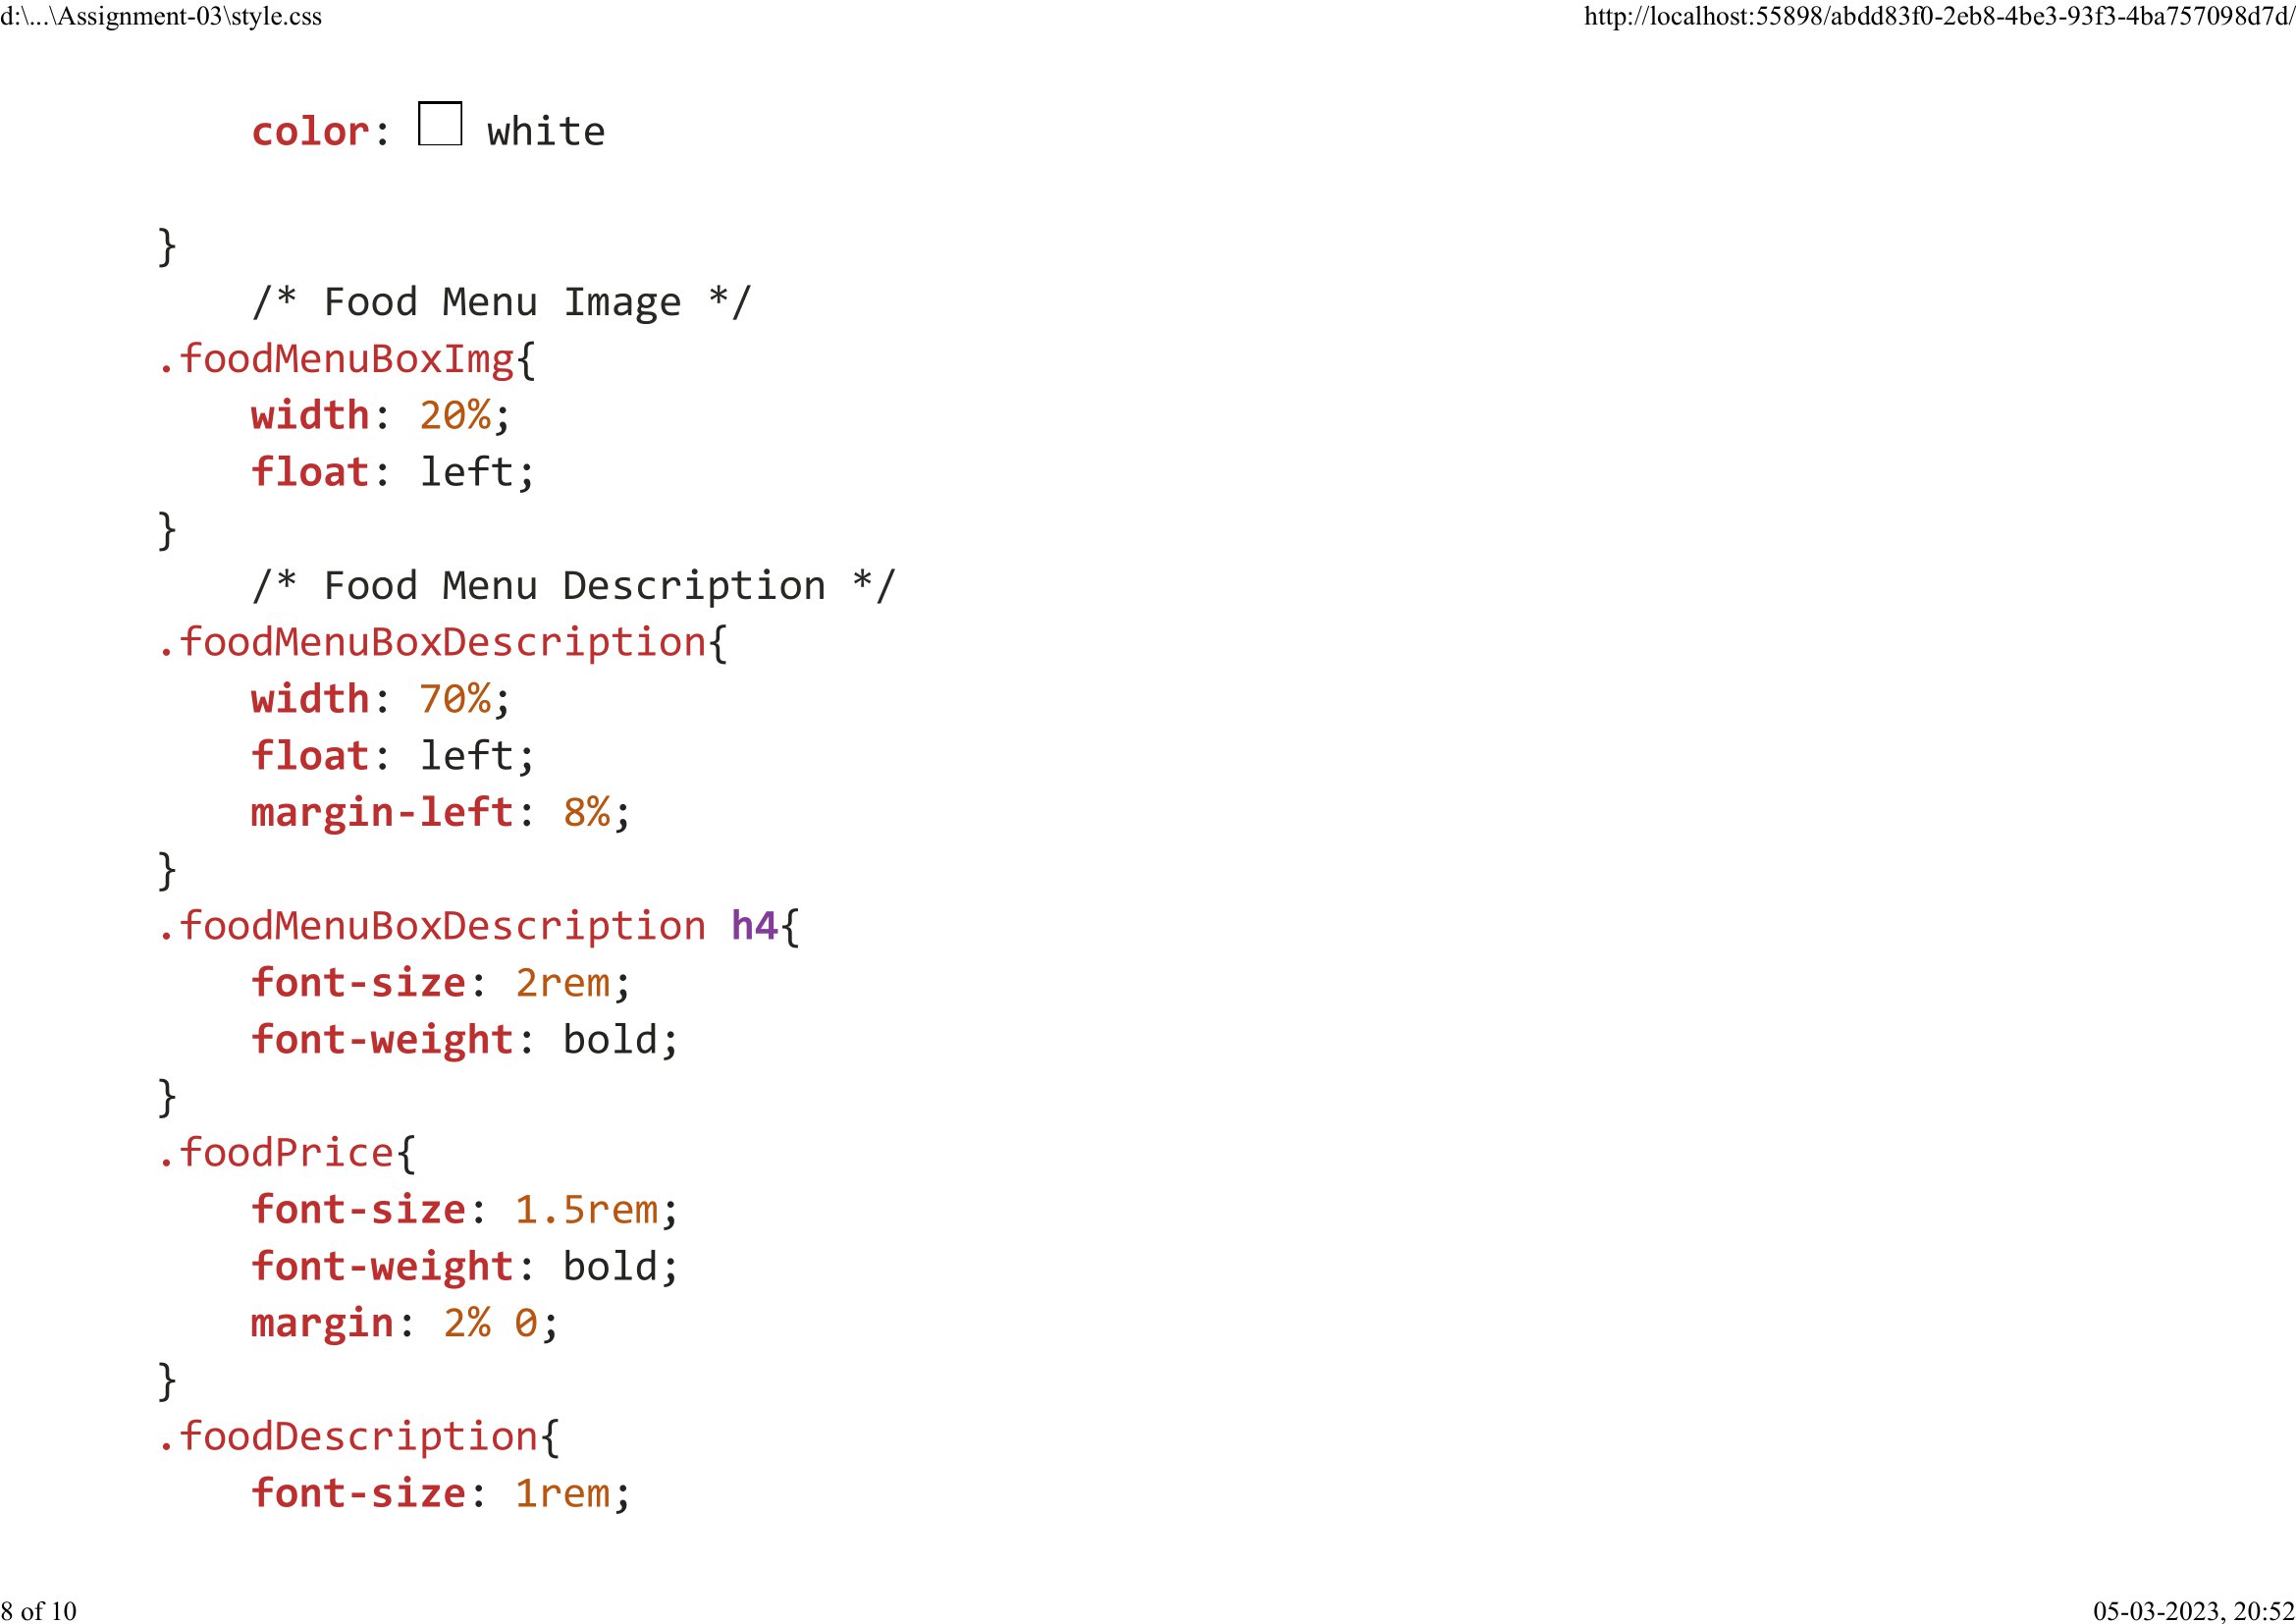 d:\...\Assignment-03\style.css http://localhost:55898/abdd83f0-2eb8-4be3-93f3-4ba757098d7d/
    color: white

}
    /* Food Menu Image */
.foodMenuBoxImg{
    width: 20%;
    float: left;
}
    /* Food Menu Description */
.foodMenuBoxDescription{
    width: 70%;
    float: left;
    margin-left: 8%;
}
.foodMenuBoxDescription h4{
    font-size: 2rem;
    font-weight: bold;
}
.foodPrice{
    font-size: 1.5rem;
    font-weight: bold;
    margin: 2% 0;
}
.foodDescription{
    font-size: 1rem;
8 of 10 05-03-2023, 20:52